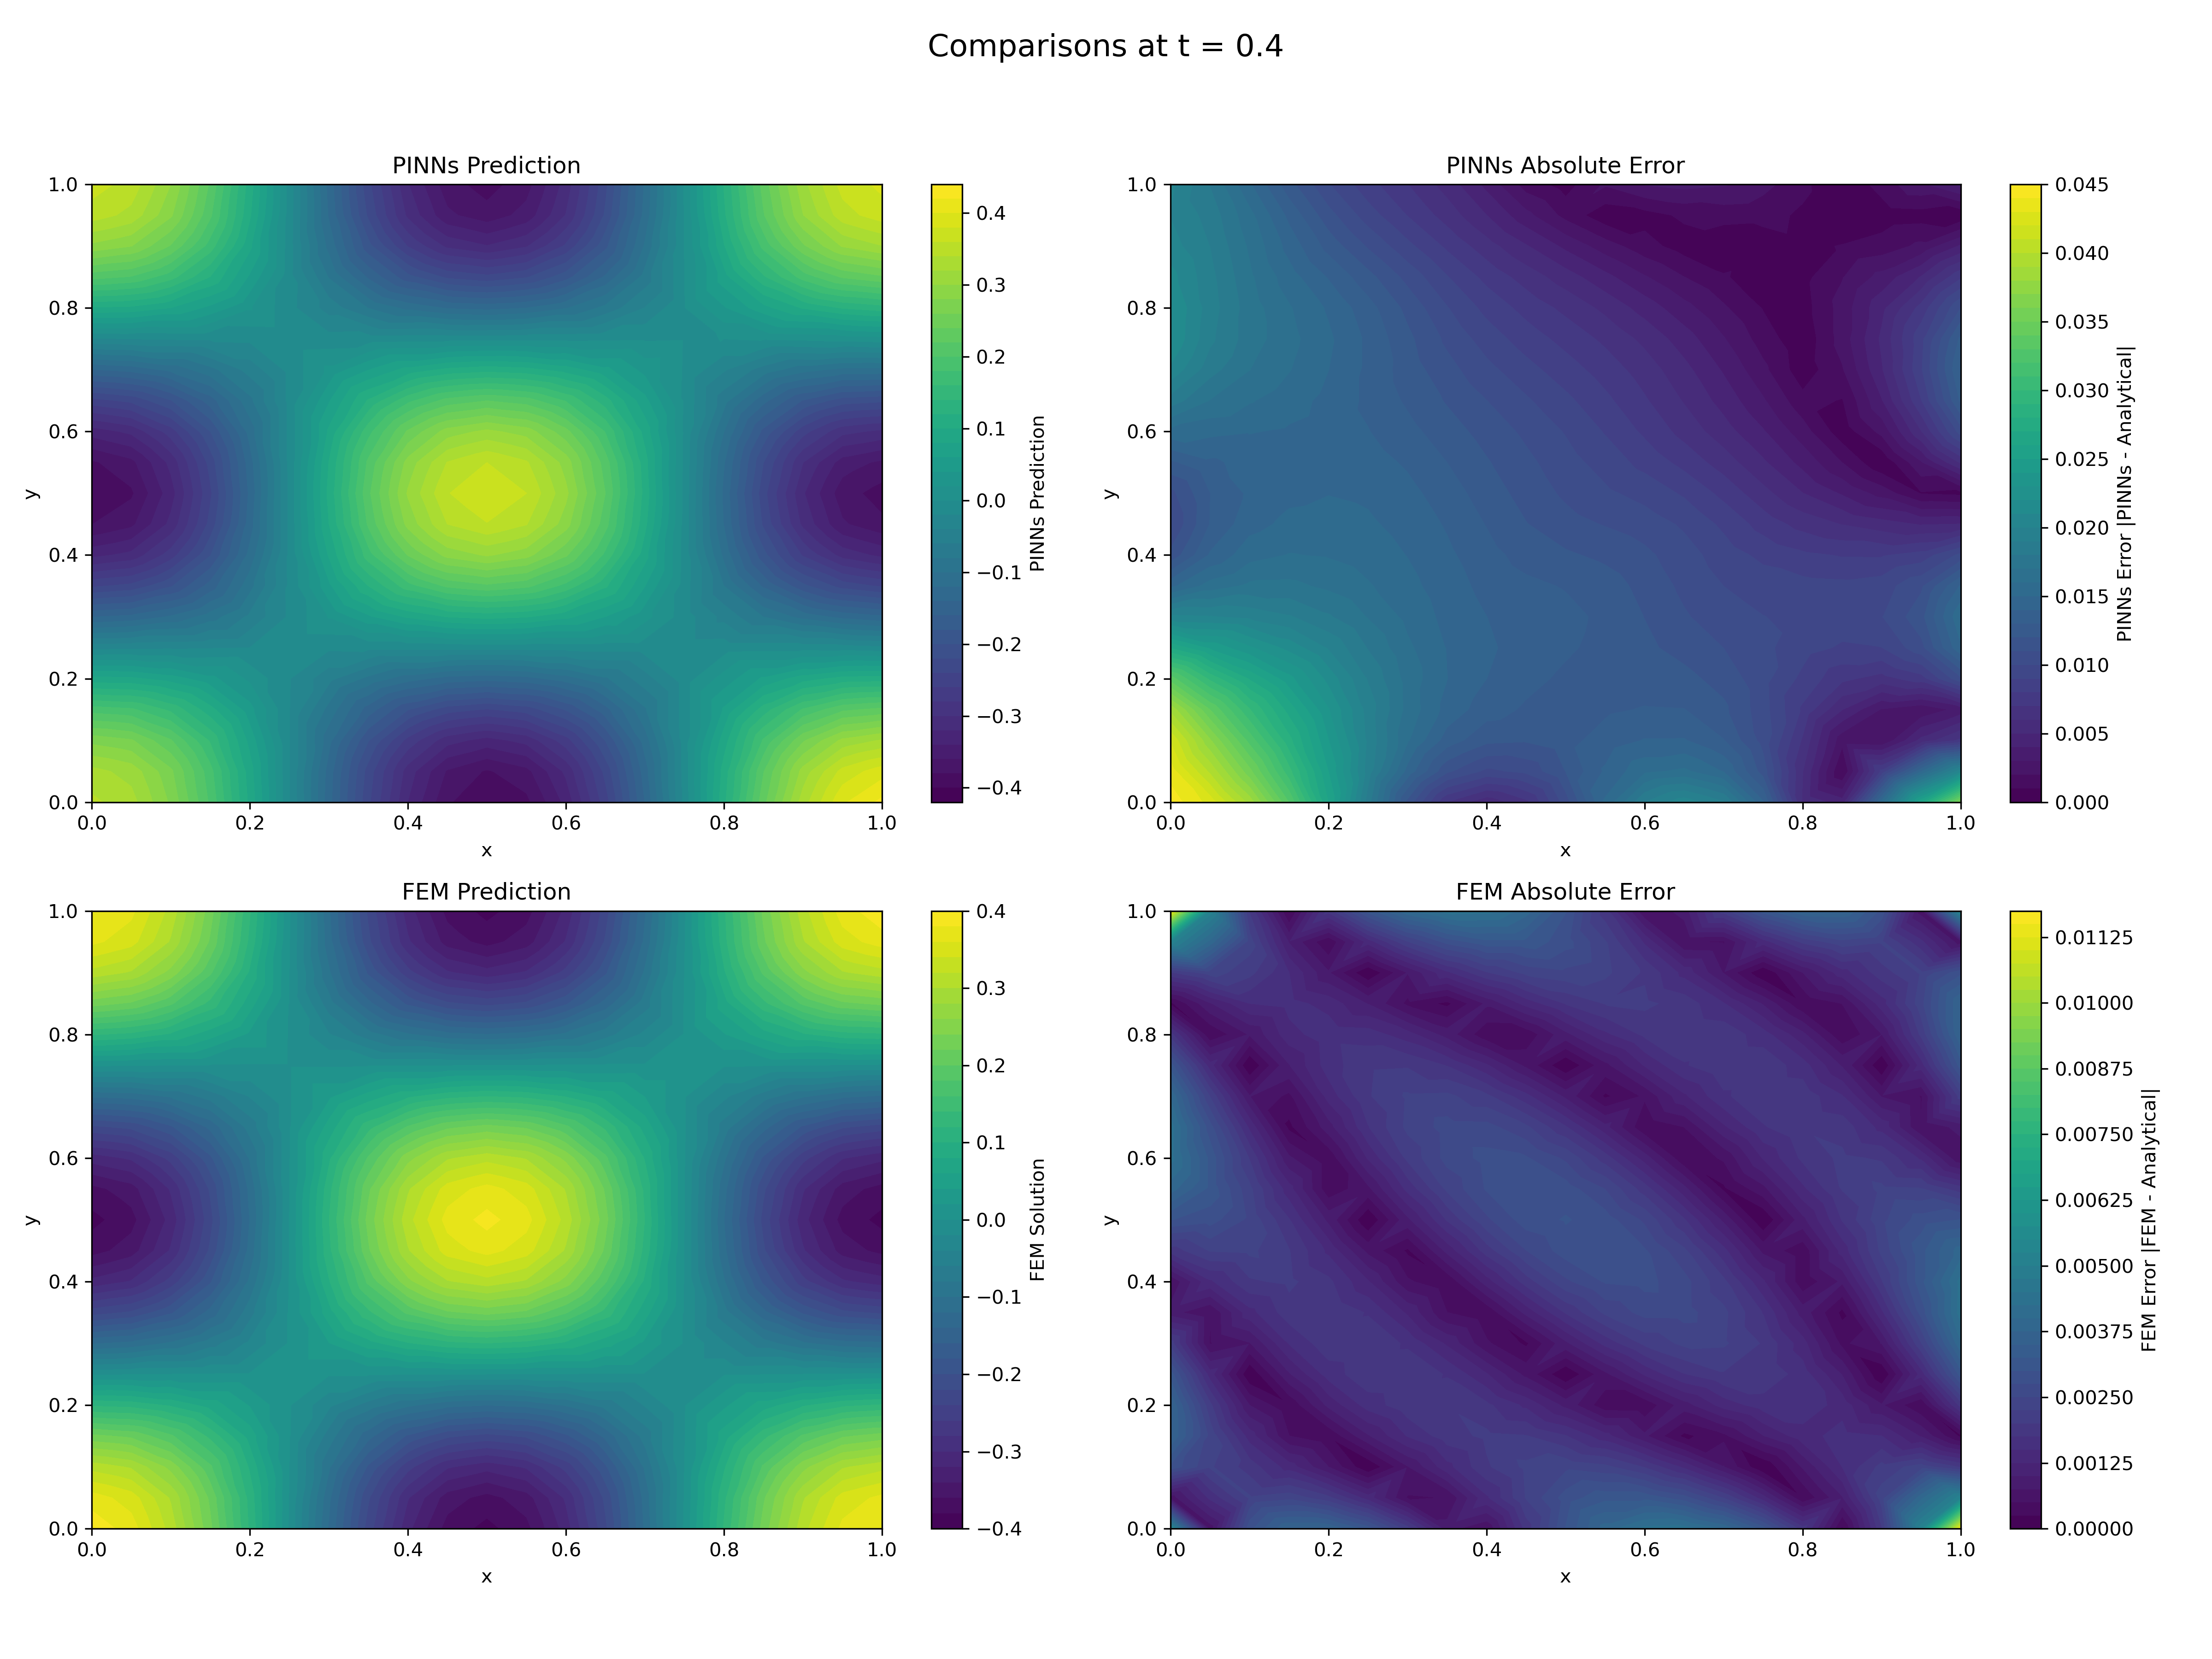 Comparisons at t = 0.4
PINNs Prediction
1.0
0.8
0.6
0.4
0.2
0.0
y
0.0 0.2 0.4 0.6 0.8 1.0
x
0.4
0.3
0.2
0.1
0.0
−0.1
−0.2
−0.3
−0.4
PINNs Prediction
PINNs Absolute Error
1.0
0.8
0.6
0.4
0.2
0.0
y
0.0 0.2 0.4 0.6 0.8 1.0
x
0.045
0.040
0.035
0.030
0.025
0.020
0.015
0.010
0.005
0.000
PINNs Error |PINNs - Analytical|
FEM Prediction
1.0
0.8
0.6
0.4
0.2
0.0
y
0.0 0.2 0.4 0.6 0.8 1.0
x
0.4
0.3
0.2
0.1
0.0
−0.1
−0.2
−0.3
−0.4
FEM Solution
FEM Absolute Error
1.0
0.8
0.6
0.4
0.2
0.0
y
0.0 0.2 0.4 0.6 0.8 1.0
x
0.01125
0.01000
0.00875
0.00750
0.00625
0.00500
0.00375
0.00250
0.00125
0.00000
FEM Error |FEM - Analytical|